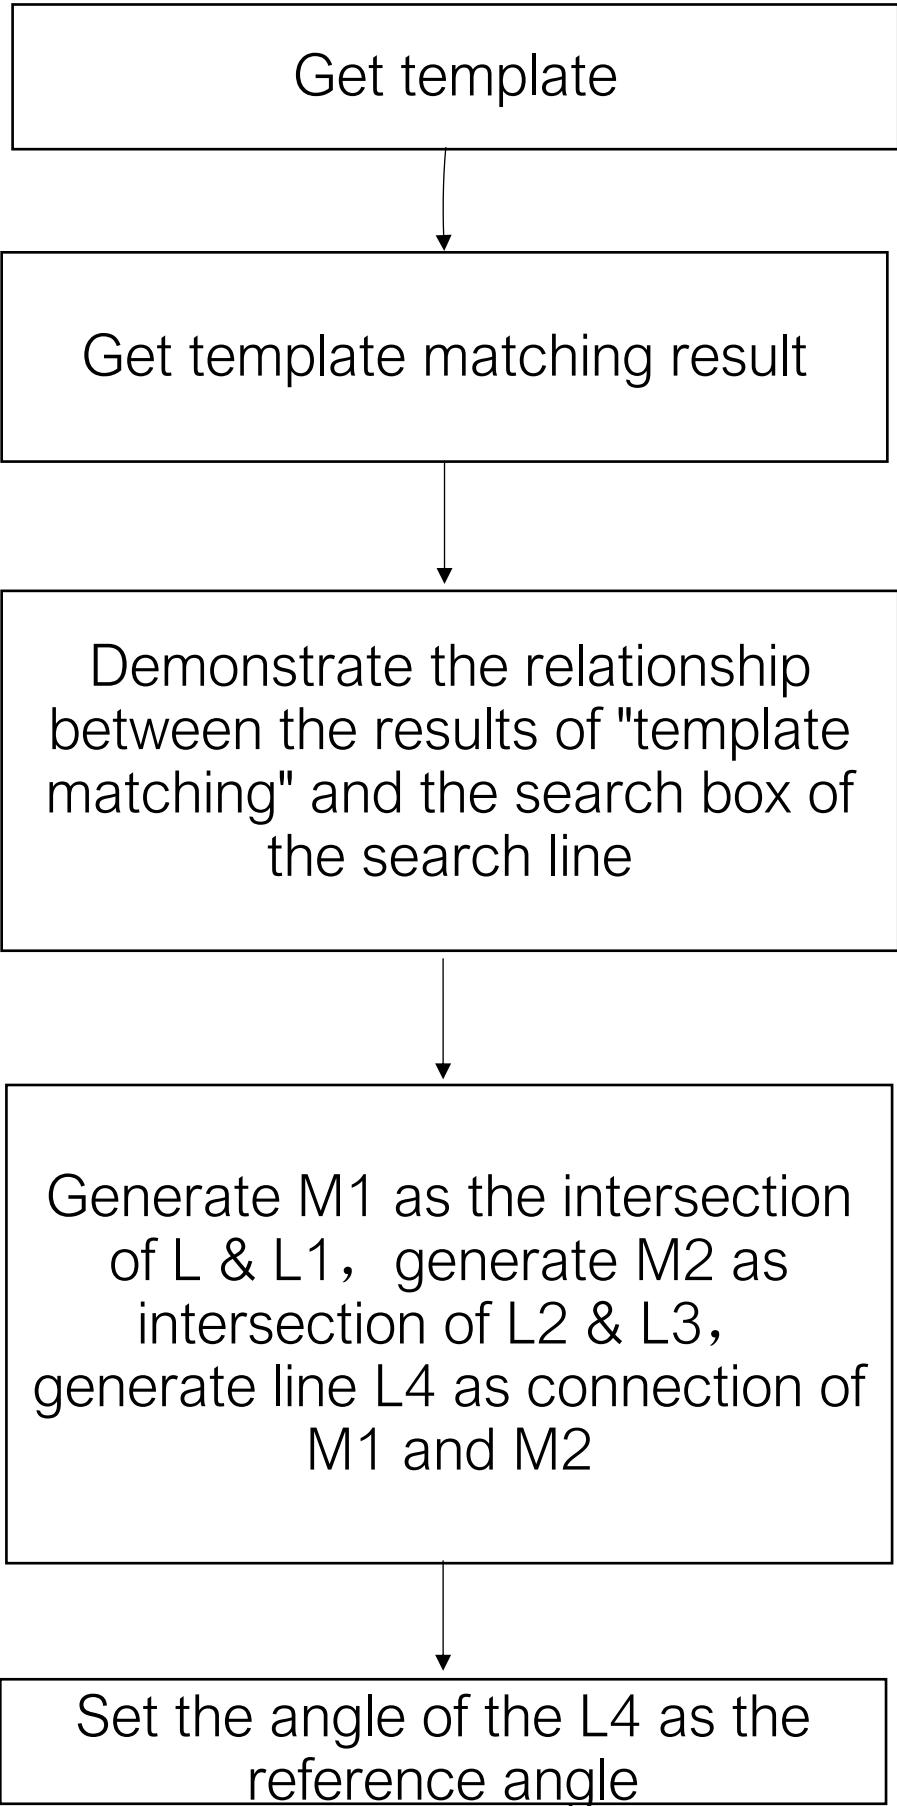 Get template
Get template matching result
Demonstrate the relationship
between the results of "template
matching" and the search box of
the search line
Generate M1 as the intersection
of L & L1，generate M2 as
intersection of L2 & L3，
generate line L4 as connection of
M1 and M2
Set the angle of the L4 as the
reference angle